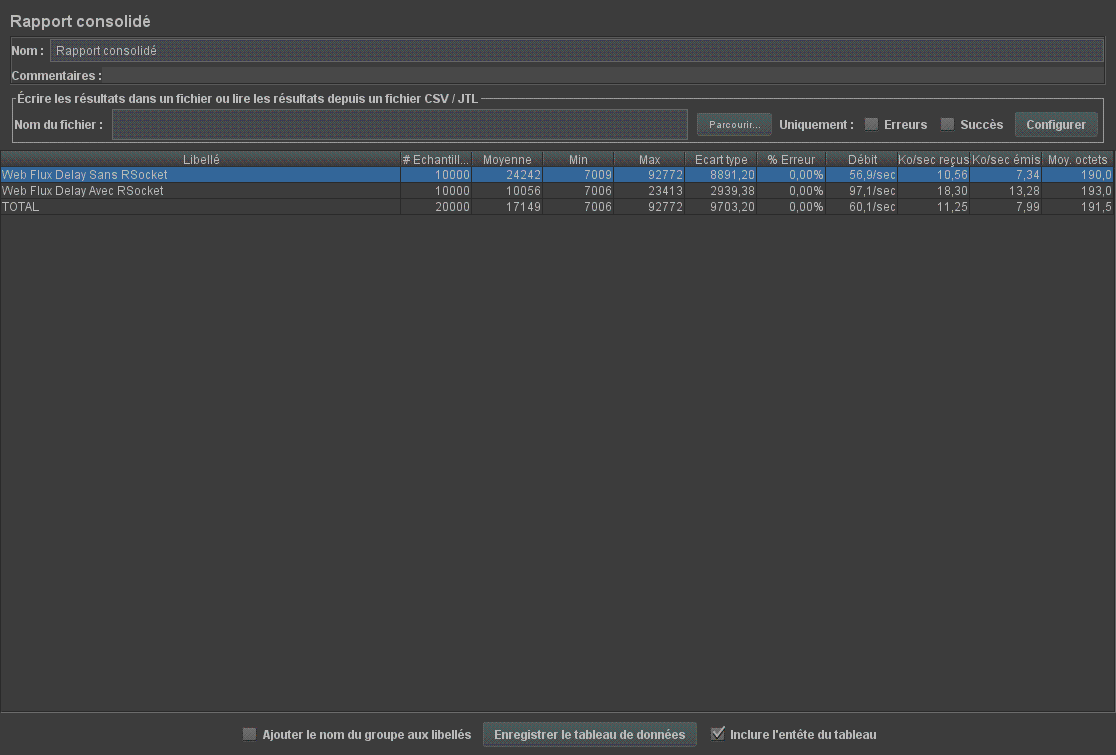 Rapport consolidé
Nom : Rapport consolidé
Commentaires :
Écrire les résultats dans un fichier ou lire les résultats depuis un fichier CSV / JTL
Nom du fichier : Parcourir... Uniquement : Erreurs Succès Configurer
Libellé # Echantill... Moyenne Min Max Ecart type % Erreur Débit Ko/sec reçus Ko/sec émis Moy. octets
Web Flux Delay Sans RSocket 10000 24242 7009 92772 8891,20 0,00% 56,9/sec 10,56 7,34 190,0
Web Flux Delay Avec RSocket 10000 10056 7006 23413 2939,38 0,00% 97,1/sec 18,30 13,28 193,0
TOTAL 20000 17149 7006 92772 9703,20 0,00% 60,1/sec 11,25 7,99 191,5
Ajouter le nom du groupe aux libellés Enregistrer le tableau de données Inclure l'entête du tableau